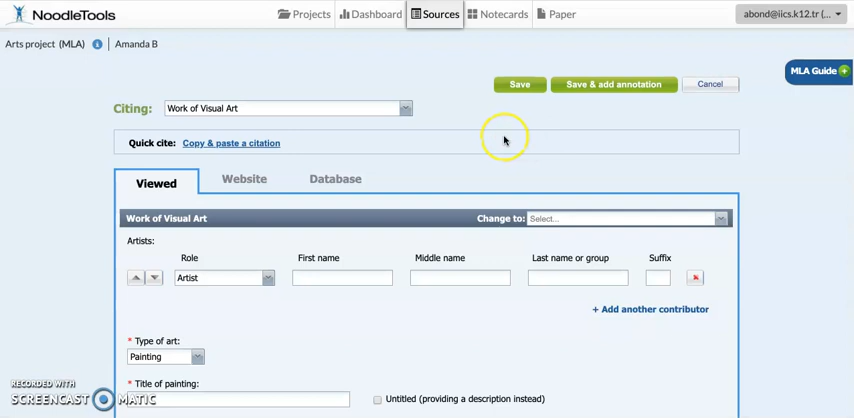 NoodleTools Projects Dashboard Sources Notecards Paper abond@iics.k12.tr (...
Arts project (MLA) Amanda B
MLA Guide
Save Save & add annotation Cancel
Citing: Work of Visual Art
Quick cite: Copy & paste a citation
Viewed Website Database
Work of Visual Art Change to: Select...
Artists:
Role First name Middle name Last name or group Suffix
Artist
+ Add another contributor
* Type of art:
Painting
* Title of painting:
Untitled (providing a description instead)
RECORDED WITH
SCREENCAST MATIC